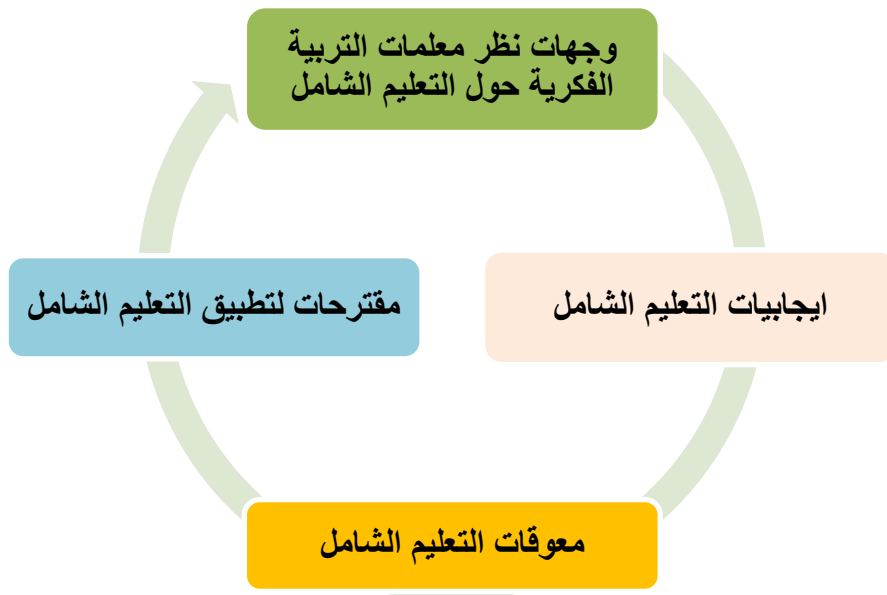 وجهات نظر معلمات التربية
الفكرية حول التعليم الشامل
ايجابيات التعليم الشامل
معوقات التعليم الشامل
مقترحات لتطبيق التعليم الشامل